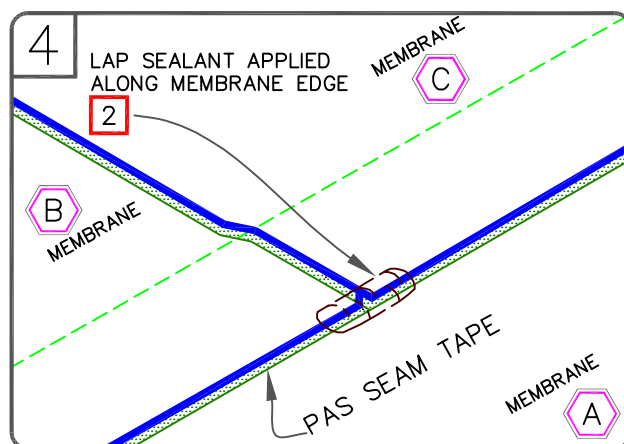 4
LAP SEALANT APPLIED
ALONG MEMBRANE EDGE
2
MEMBRANE
C
B
MEMBRANE
PAS SEAM TAPE
MEMBRANE
A